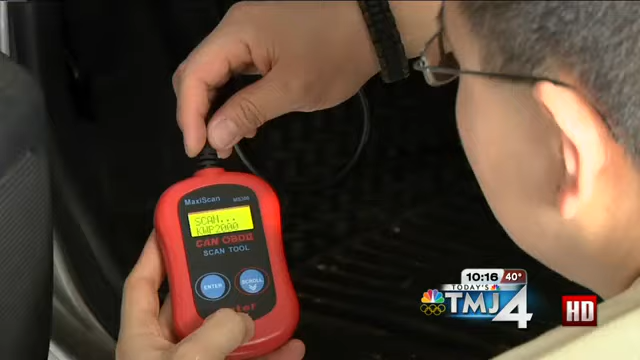 MaxiScan MS300
SCAN...
KWP2000
CAN OBDII
SCAN TOOL
ENTER
SCROLL
10:16 40°
TODAY'S
TMJ4
HD